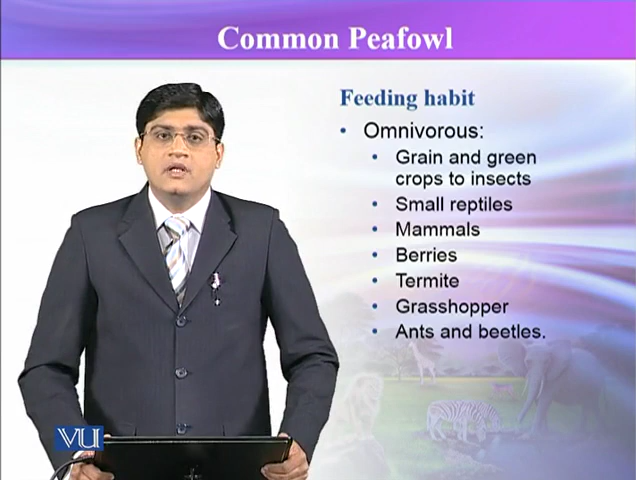 Common Peafowl
Feeding habit
• Omnivorous:
• Grain and green
crops to insects
• Small reptiles
• Mammals
• Berries
• Termite
• Grasshopper
• Ants and beetles.
VU